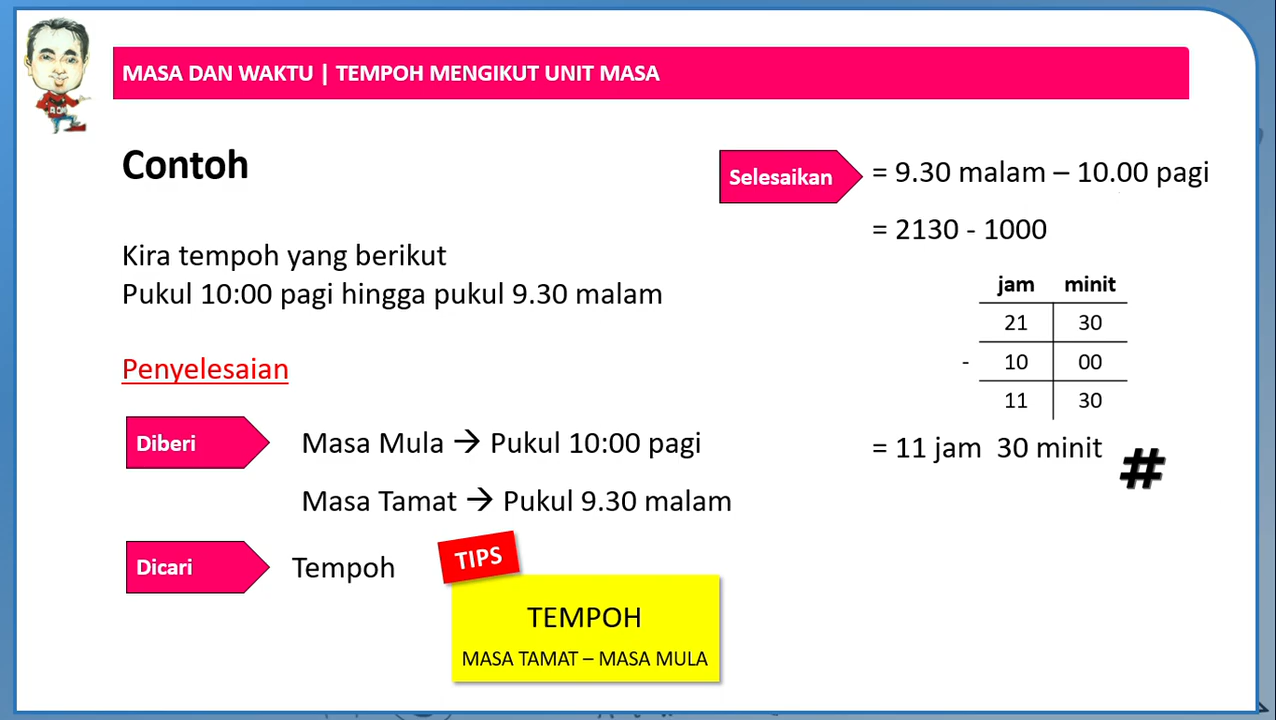 MASA DAN WAKTU | TEMPOH MENGIKUT UNIT MASA
Contoh
Kira tempoh yang berikut
Pukul 10:00 pagi hingga pukul 9.30 malam
Penyelesaian
Diberi
Masa Mula → Pukul 10:00 pagi
Masa Tamat → Pukul 9.30 malam
Dicari
Tempoh
TIPS
TEMPOH
MASA TAMAT – MASA MULA
Selesaikan
= 9.30 malam – 10.00 pagi
= 2130 - 1000
jam minit
21 30
- 10 00
11 30
= 11 jam 30 minit #